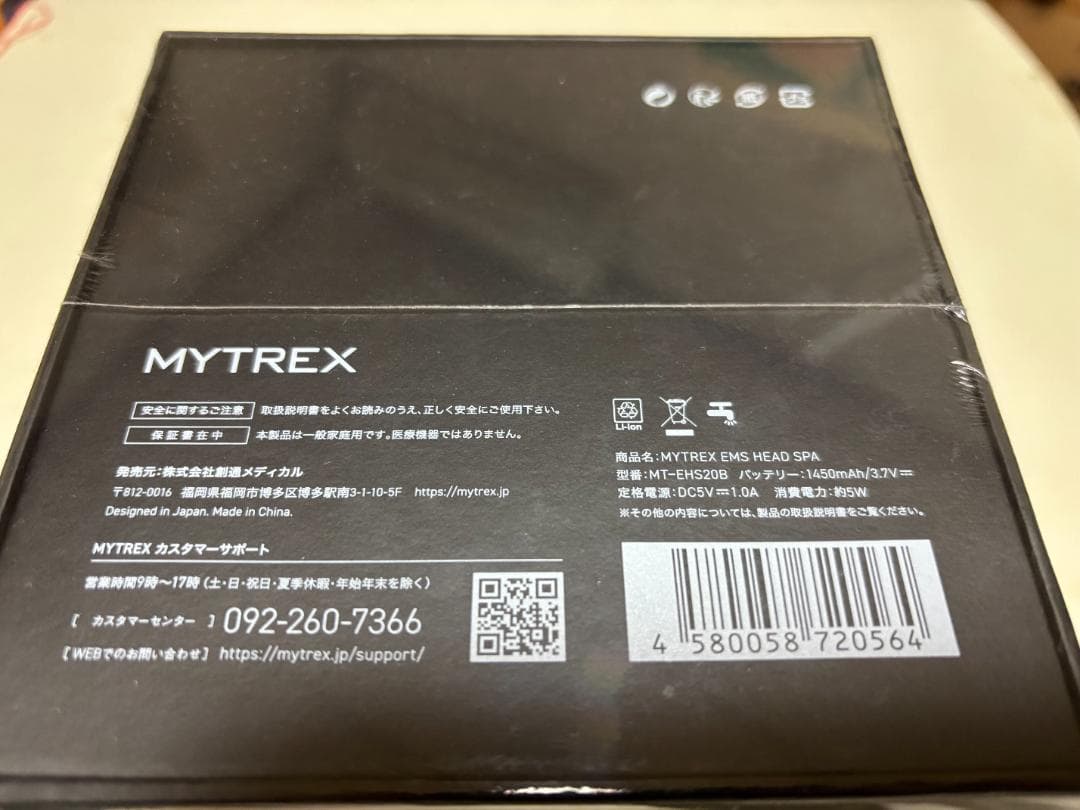 MYTREX
安全に関するご注意 取扱説明書をよくお読みのうえ、正しく安全にご使用下さい。
保証書在中 本製品は一般家庭用です。医療機器ではありません。
発売元：株式会社創通メディカル
〒812-0016 福岡県福岡市博多区博多駅南3-1-10-5F https://mytrex.jp
Designed in Japan. Made in China.
MYTREX カスタマーサポート
営業時間9時〜17時（土・日・祝日・夏季休暇・年始年末を除く）
［ カスタマーセンター ］092-260-7366
［WEBでのお問い合わせ］https://mytrex.jp/support/
Li-ion
商品名：MYTREX EMS HEAD SPA
型番：MT-EHS20B バッテリー：1450mAh/3.7V⎓
定格電源：DC5V⎓1.0A 消費電力：約5W
※その他の内容については、製品の取扱説明書をご覧ください。
4 580058 720564